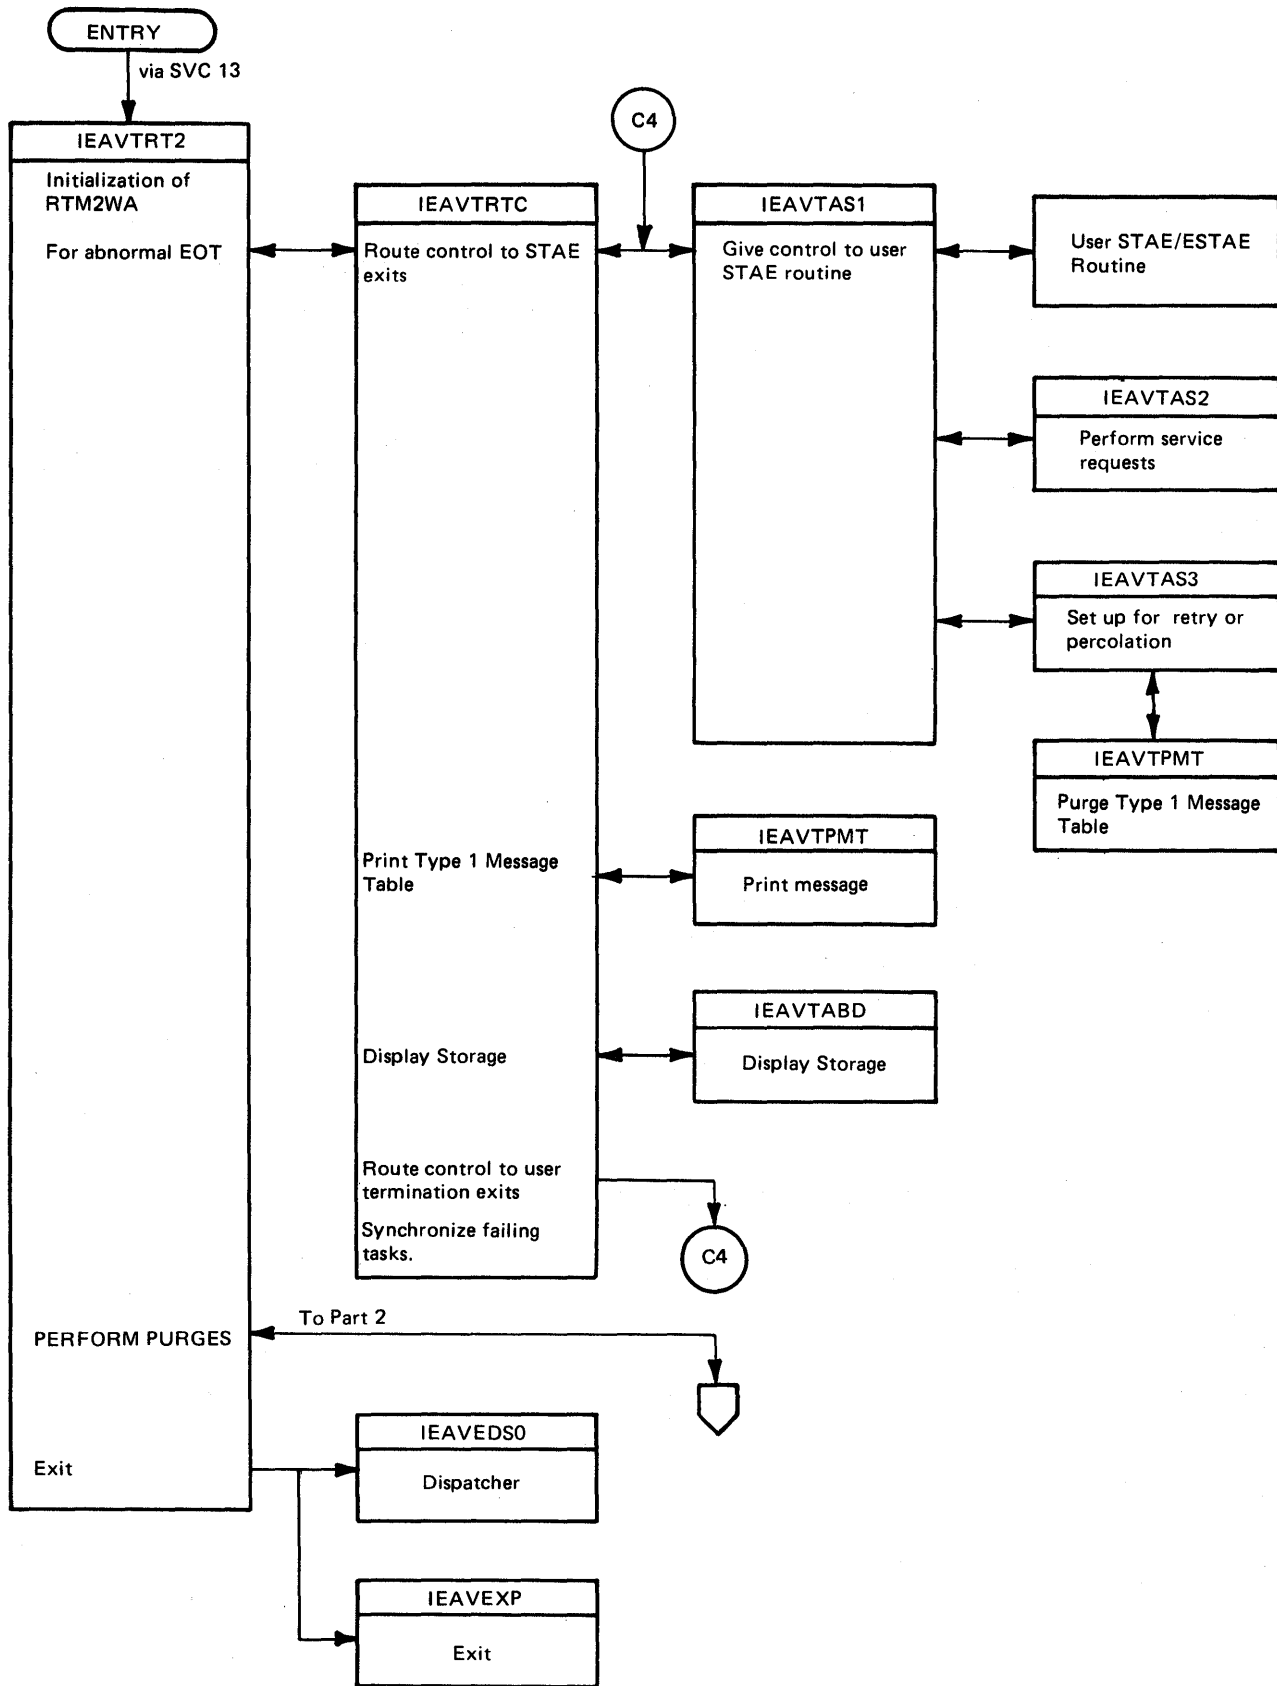 ENTRY
via SVC 13
IEAVTRT2
Initialization of
RTM2WA
For abnormal EOT
PERFORM PURGES
Exit
IEAVTRTC
Route control to STAE
exits
Print Type 1 Message
Table
Display Storage
Route control to user
termination exits
Synchronize failing
tasks.
C4
IEAVTAS1
Give control to user
STAE routine
User STAE/ESTAE
Routine
IEAVTAS2
Perform service
requests
IEAVTAS3
Set up for retry or
percolation
IEAVTPMT
Purge Type 1 Message
Table
IEAVTPMT
Print message
IEAVTABD
Display Storage
C4
To Part 2
IEAVEDS0
Dispatcher
IEAVEXP
Exit